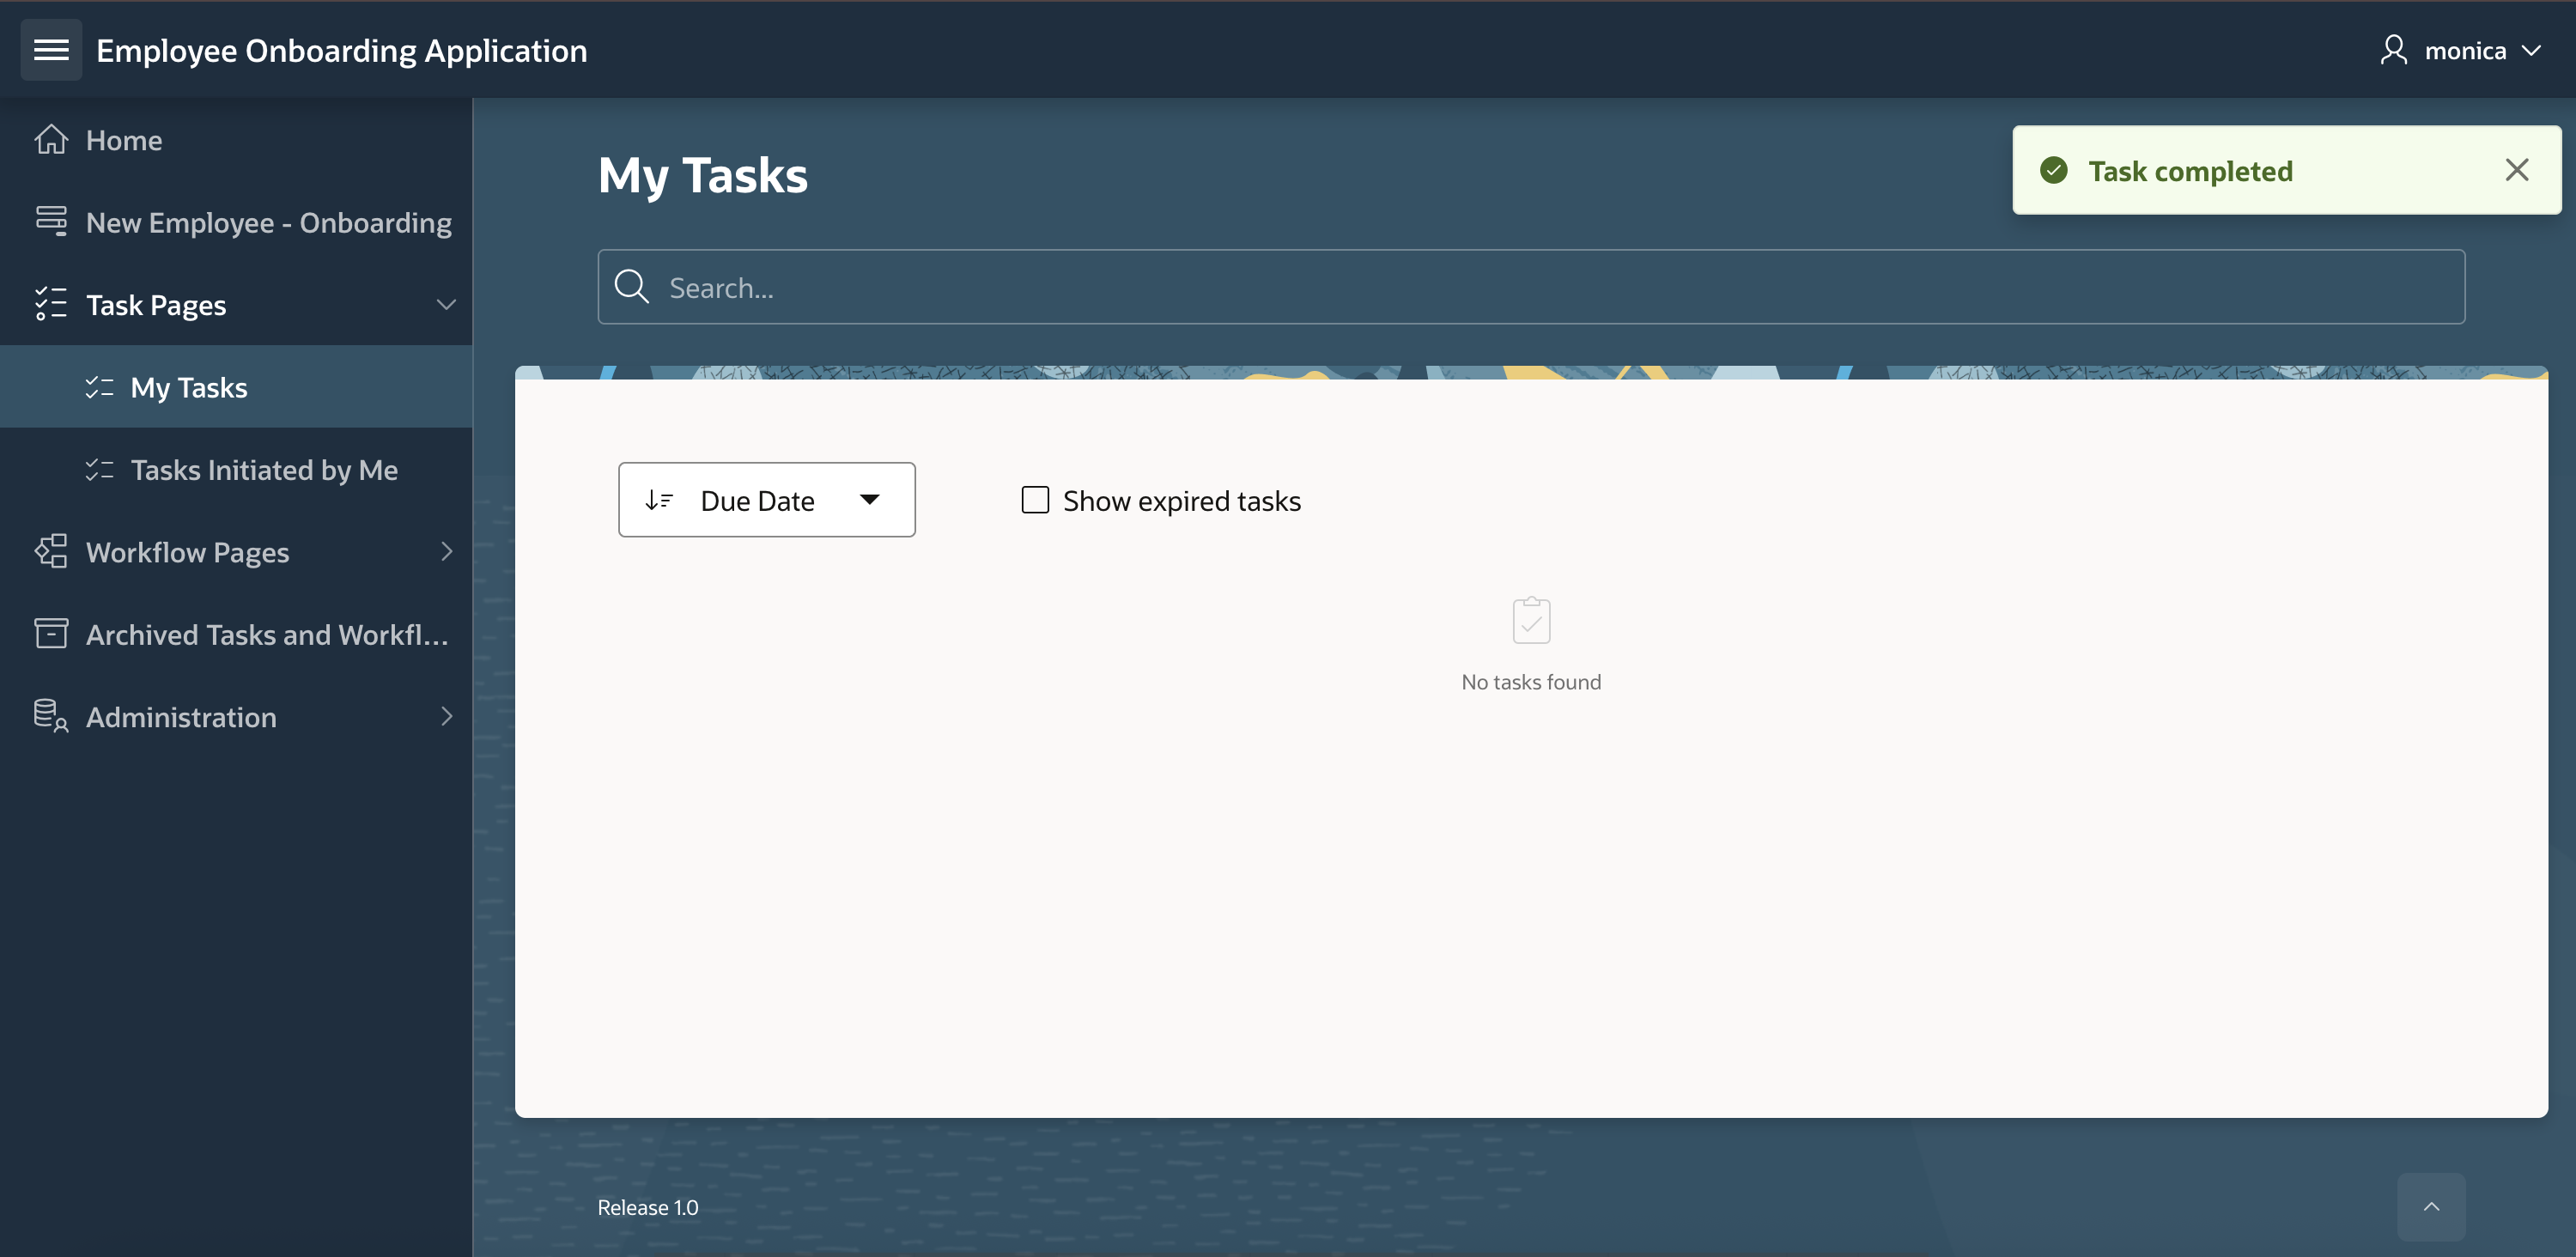 Employee Onboarding Application
monica
Home
New Employee - Onboarding
Task Pages
My Tasks
Tasks Initiated by Me
Workflow Pages
Archived Tasks and Workfl...
Administration
My Tasks
Task completed
Search...
Due Date
Show expired tasks
No tasks found
Release 1.0